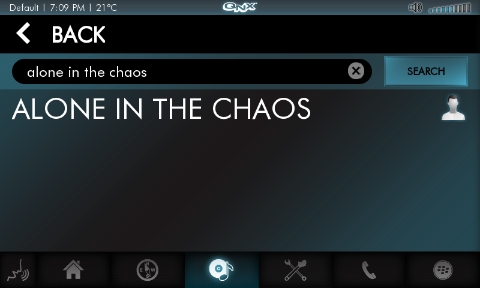 Default | 7:09 PM | 21°C
QNX
BACK
alone in the chaos
SEARCH
ALONE IN THE CHAOS